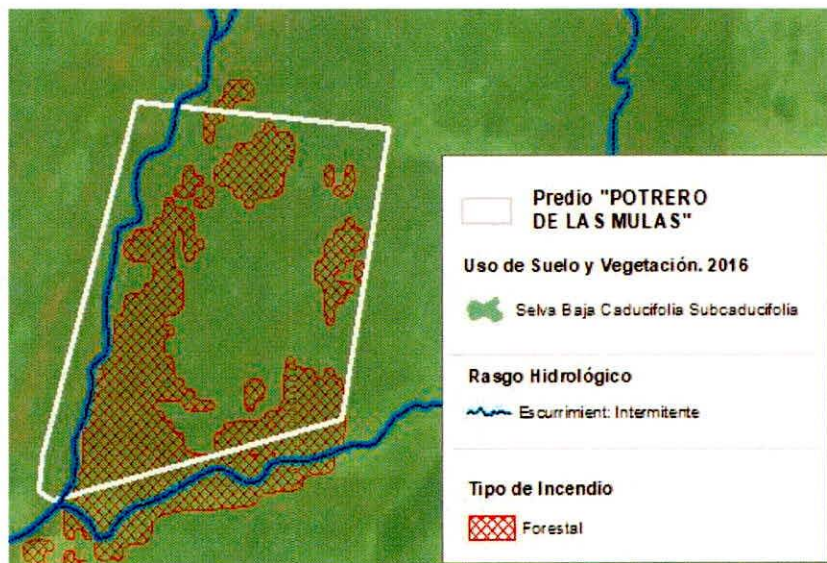 Predio "POTRERO
DE LAS MULAS"
Uso de Suelo y Vegetación. 2016
Selva Baja Caducifolia Subcaducifolia
Rasgo Hidrológico
Escurrimient: Intermitente
Tipo de Incendio
Forestal